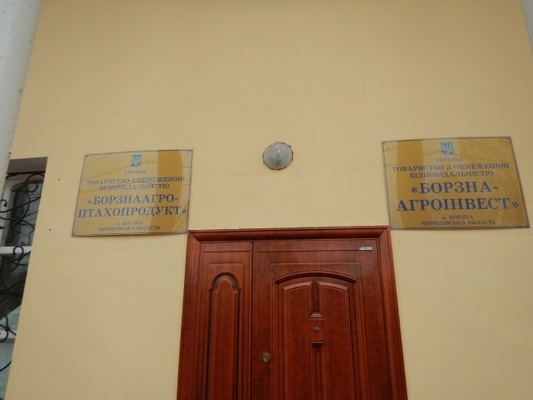 УКРАЇНА
ТОВАРИСТВО З ОБМЕЖЕНОЮ
ВІДПОВІДАЛЬНІСТЮ
«БОРЗНААГРО-
ПТАХОПРОДУКТ»
м. БОРЗНА
ЧЕРНІГІВСЬКА ОБЛАСТЬ
УКРАЇНА
ТОВАРИСТВО З ОБМЕЖЕНОЮ
ВІДПОВІДАЛЬНІСТЮ
«БОРЗНА-
АГРОІНВЕСТ»
м. БОРЗНА
ЧЕРНІГІВСЬКА ОБЛАСТЬ